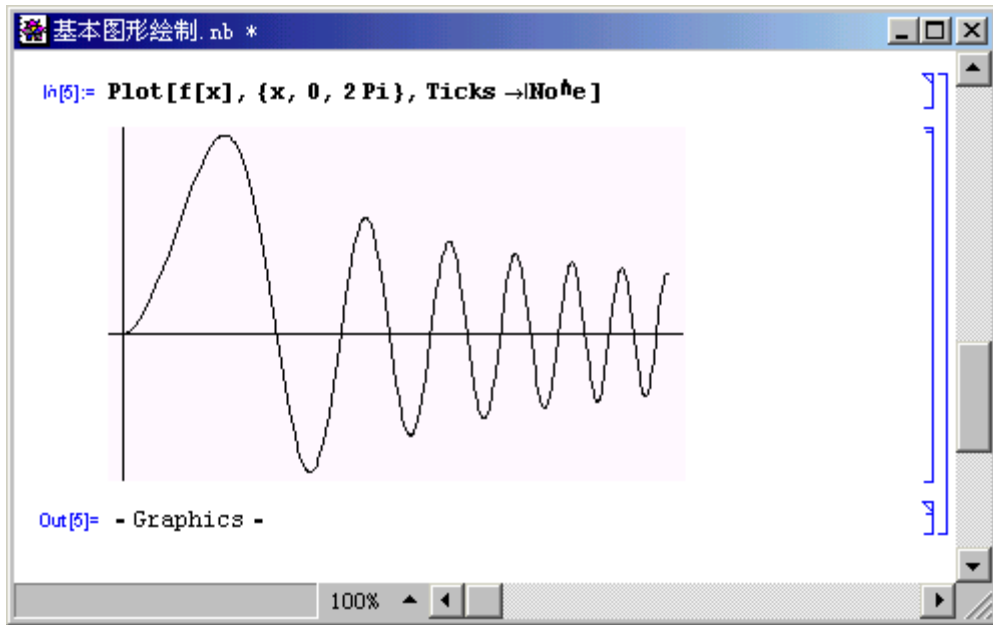 基本图形绘制.nb *
In[5]:= Plot[f[x], {x, 0, 2 Pi}, Ticks →None]
Out[5]= - Graphics -
100%